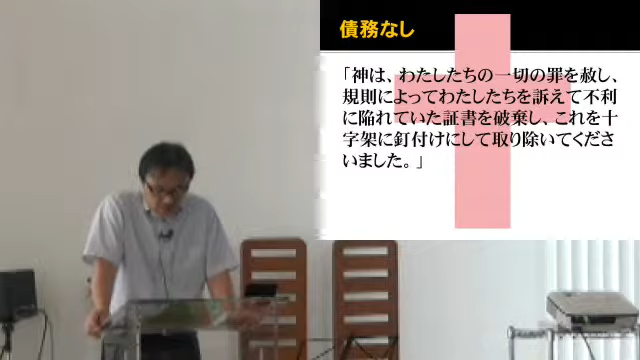 債務なし
「神は、わたしたちの一切の罪を赦し、
規則によってわたしたちを訴えて不利
に陥れていた証書を破棄し、これを十
字架に釘付けにして取り除いてくださ
いました。」